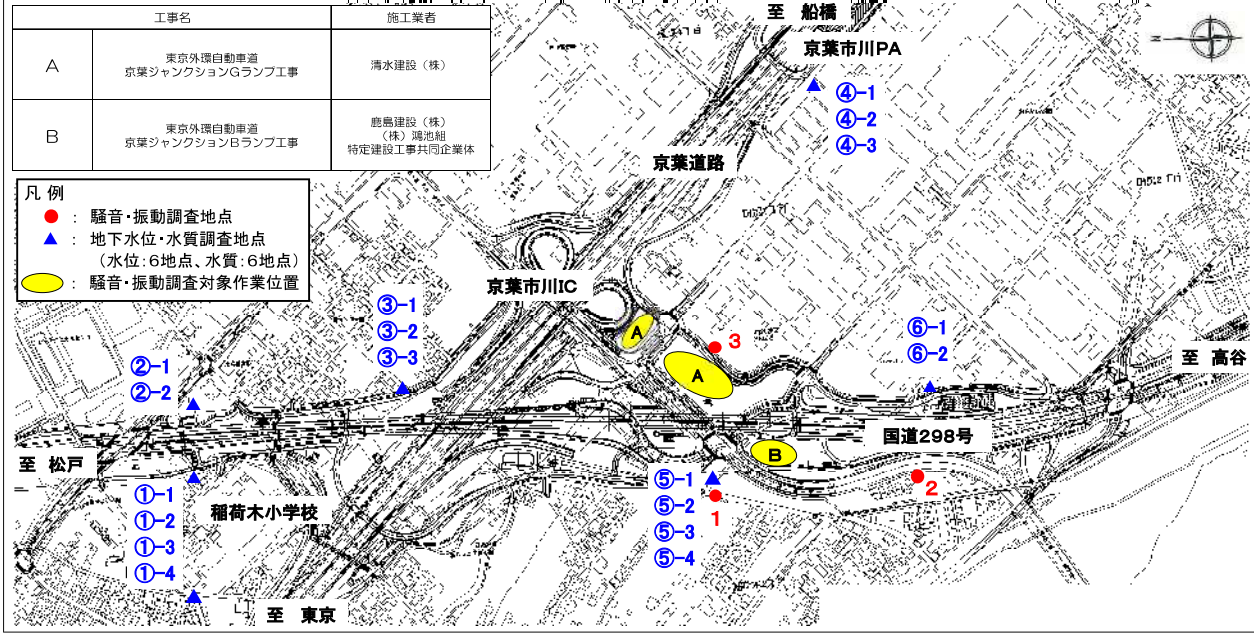 工事名 施工業者
A 東京外環自動車道 京葉ジャンクションGランプ工事 清水建設（株）
B 東京外環自動車道 京葉ジャンクションBランプ工事 鹿島建設（株） （株）鴻池組 特定建設工事共同企業体
凡 例
： 騒音・振動調査地点
： 地下水位・水質調査地点
（水位：6地点、水質：6地点）
： 騒音・振動調査対象作業位置
至 船橋
京葉市川PA
④-1
④-2
④-3
京葉道路
京葉市川IC
③-1
③-2
③-3
②-1
②-2
A
3
A
⑥-1
⑥-2
至 高谷
国道298号
B
至 松戸
①-1
①-2
①-3
①-4
稲荷木小学校
⑤-1
⑤-2
⑤-3
⑤-4
1
2
至 東京